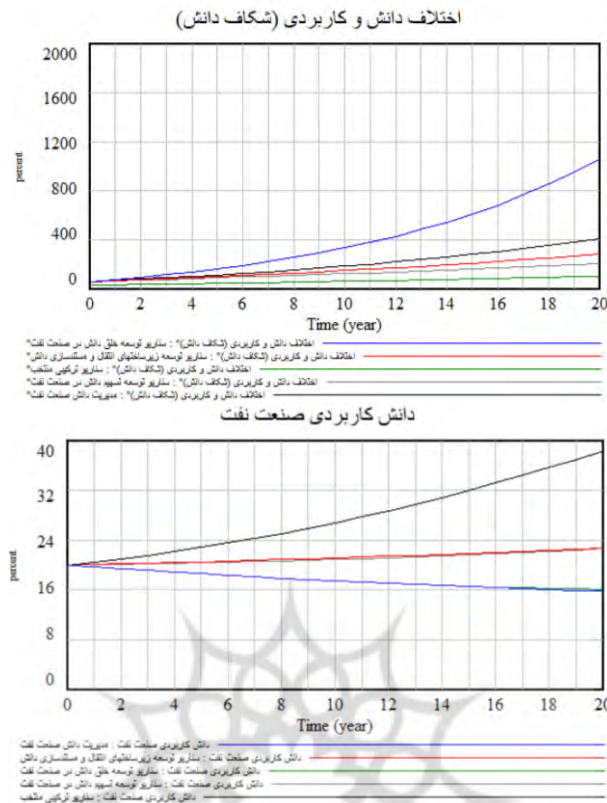 اختلاف دانش و کاربردی (شکاف دانش)
2000
1600
1200
800
400
0
percent
0 2 4 6 8 10 12 14 16 18 20
Time (year)
اختلاف دانش و کاربردی (شکاف دانش)" : سناریو توسعه خلق دانش در صنعت نفت"
اختلاف دانش و کاربردی (شکاف دانش)" : سناریو توسعه زیرساختهای انتقال و مستندسازی دانش"
اختلاف دانش و کاربردی (شکاف دانش)" : سناریو ترکیبی منتخب"
اختلاف دانش و کاربردی (شکاف دانش)" : سناریو توسعه تسهیم دانش در صنعت نفت"
اختلاف دانش و کاربردی (شکاف دانش)" : مدیریت دانش صنعت نفت"
دانش کاربردی صنعت نفت
40
32
24
16
8
0
percent
0 2 4 6 8 10 12 14 16 18 20
Time (year)
دانش کاربردی صنعت نفت : مدیریت دانش صنعت نفت
دانش کاربردی صنعت نفت : سناریو توسعه زیرساختهای انتقال و مستندسازی دانش
دانش کاربردی صنعت نفت : سناریو توسعه خلق دانش در صنعت نفت
دانش کاربردی صنعت نفت : سناریو توسعه تسهیم دانش در صنعت نفت
دانش کاربردی صنعت نفت : سناریو ترکیبی منتخب